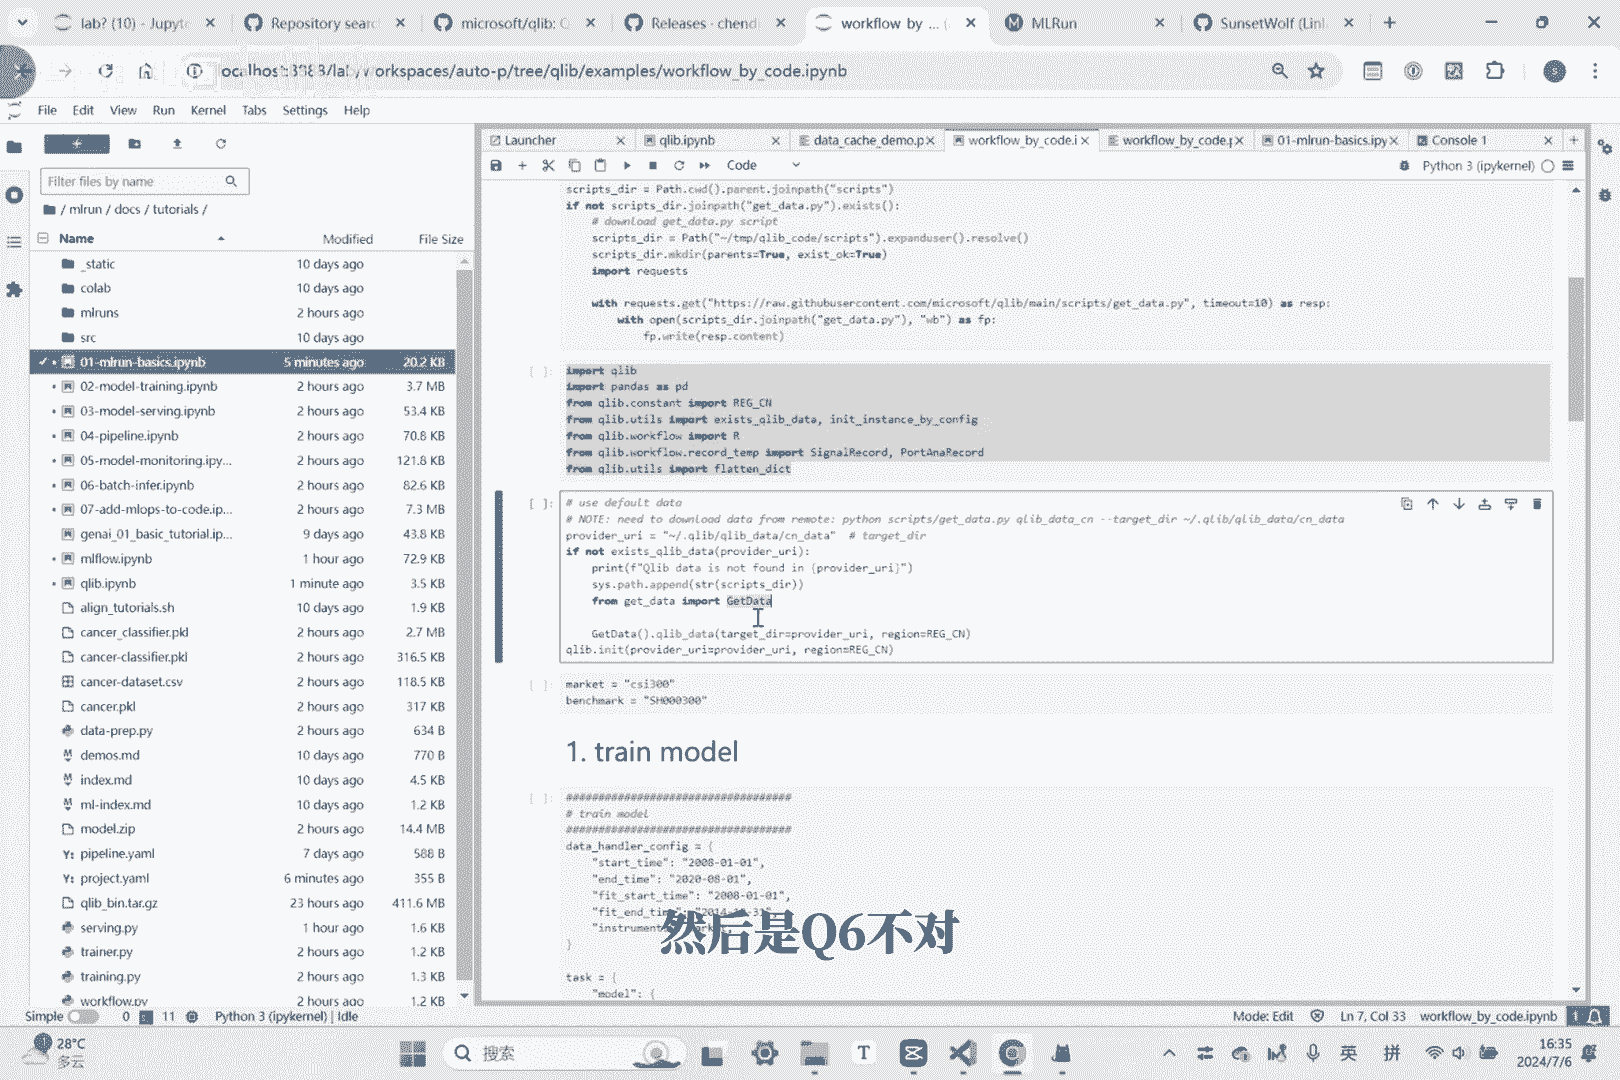 lab? (10) - Jupyte
Repository searc
microsoft/qlib: Q
Releases · chend
workflow_by_... (
MLRun
SunsetWolf (Linl
workspaces/auto-p/tree/qlib/examples/workflow_by_code.ipynb
File Edit View Run Kernel Tabs Settings Help
Launcher
qlib.ipynb
data_cache_demo.p
workflow_by_code.i
workflow_by_code.p
01-mlrun-basics.ipy
Console 1
Code
Python 3 (ipykernel)
Filter files by name
/ mlrun / docs / tutorials /
Name Modified File Size
_static 10 days ago
colab 10 days ago
mlruns 2 hours ago
src 10 days ago
01-mlrun-basics.ipynb 5 minutes ago 20.2 KB
02-model-training.ipynb 2 hours ago 3.7 MB
03-model-serving.ipynb 2 hours ago 53.4 KB
04-pipeline.ipynb 2 hours ago 70.8 KB
05-model-monitoring.ipy... 2 hours ago 121.8 KB
06-batch-infer.ipynb 2 hours ago 82.6 KB
07-add-mlops-to-code.ip... 2 hours ago 7.3 MB
genai_01_basic_tutorial.ip... 9 days ago 43.8 KB
mlflow.ipynb 1 hour ago 72.9 KB
qlib.ipynb 1 minute ago 3.5 KB
align_tutorials.sh 10 days ago 1.9 KB
cancer_classifier.pkl 2 hours ago 2.7 MB
cancer-classifier.pkl 2 hours ago 316.5 KB
cancer-dataset.csv 2 hours ago 118.5 KB
cancer.pkl 2 hours ago 317 KB
data-prep.py 2 hours ago 634 B
demos.md 10 days ago 770 B
index.md 10 days ago 4.5 KB
ml-index.md 10 days ago 1.2 KB
model.zip 2 hours ago 14.4 MB
pipeline.yaml 7 days ago 588 B
project.yaml 6 minutes ago 355 B
qlib_bin.tar.gz 23 hours ago 411.6 MB
serving.py 1 hour ago 1.6 KB
trainer.py 2 hours ago 1.2 KB
training.py 2 hours ago 1.3 KB
workflow.py 2 hours ago 1.2 KB
scripts_dir = Path.cwd().parent.joinpath("scripts")
if not scripts_dir.joinpath("get_data.py").exists():
# download get_data.py script
scripts_dir = Path("~/tmp/qlib_code/scripts").expanduser().resolve()
scripts_dir.mkdir(parents=True, exist_ok=True)
import requests
with requests.get("https://raw.githubusercontent.com/microsoft/qlib/main/scripts/get_data.py", timeout=10) as resp:
with open(scripts_dir.joinpath("get_data.py"), "wb") as fp:
fp.write(resp.content)
[ ]: import qlib
import pandas as pd
from qlib.constant import REG_CN
from qlib.utils import exists_qlib_data, init_instance_by_config
from qlib.workflow import R
from qlib.workflow.record_temp import SignalRecord, PortAnaRecord
from qlib.utils import flatten_dict
[ ]: # use default data
# NOTE: need to download data from remote: python scripts/get_data.py qlib_data_cn --target_dir ~/.qlib/qlib_data/cn_data
provider_uri = "~/.qlib/qlib_data/cn_data"  # target_dir
if not exists_qlib_data(provider_uri):
print(f"Qlib data is not found in {provider_uri}")
sys.path.append(str(scripts_dir))
from get_data import GetData
GetData().qlib_data(target_dir=provider_uri, region=REG_CN)
qlib.init(provider_uri=provider_uri, region=REG_CN)
[ ]: market = "csi300"
benchmark = "SH000300"
1. train model
[ ]: ###################################
# train model
###################################
data_handler_config = {
"start_time": "2008-01-01",
"end_time": "2020-08-01",
"fit_start_time": "2008-01-01",
"fit_end_time": "2014-12-31",
"instruments":
}
task = {
"model": {
然后是Q6不对
Simple 0 11 Python 3 (ipykernel) | Idle
Mode: Edit Ln 7, Col 33 workflow_by_code.ipynb 1
28°C
多云
搜索
英
拼
16:35
2024/7/6